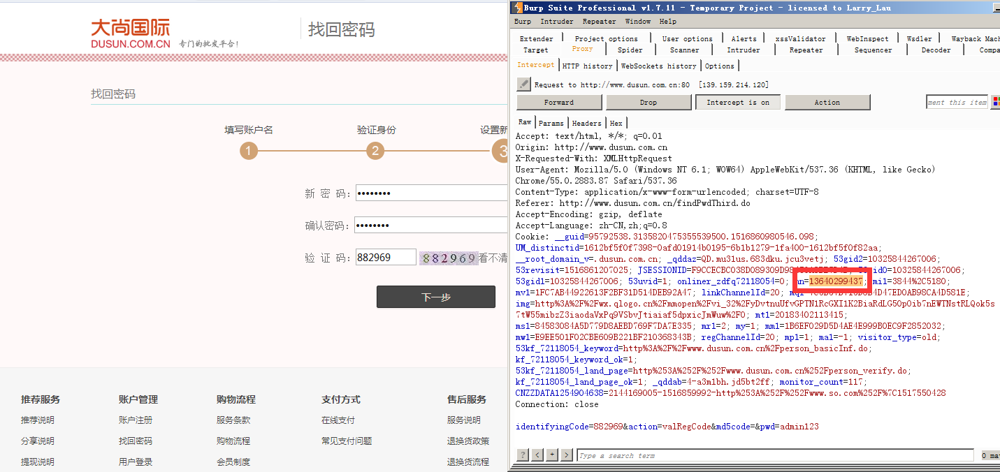 大尚国际
DUSUN.COM.CN 专门的批发平台!
找回密码
找回密码
填写账户名
验证身份
设置新
1
2
3
新 密 码：
••••••••
确认密码：
••••••••
验 证 码：
882969
882969
看不清
下一步
推荐服务 账户管理 购物流程 支付方式 售后服务
推荐说明 账户注册 服务条款 在线支付 服务说明
分享说明 找回密码 购物流程 常见支付问题 退换货政策
提现说明 用户登录 会员制度 退换货流程
Burp Suite Professional v1.7.11 - Temporary Project - licensed to Larry_Lau
Burp Intruder Repeater Window Help
Extender Project options User options Alerts xssValidator WebInspect Wsdler Wayback Mach
Target Proxy Spider Scanner Intruder Repeater Sequencer Decoder Compa
Intercept HTTP history WebSockets history Options
Request to http://www.dusun.com.cn:80 [139.159.214.120]
Forward Drop Intercept is on Action ment this item
Raw Params Headers Hex
Accept: text/html, */*; q=0.01
Origin: http://www.dusun.com.cn
X-Requested-With: XMLHttpRequest
User-Agent: Mozilla/5.0 (Windows NT 6.1; WOW64) AppleWebKit/537.36 (KHTML, like Gecko)
Chrome/55.0.2883.87 Safari/537.36
Content-Type: application/x-www-form-urlencoded; charset=UTF-8
Referer: http://www.dusun.com.cn/findPwdThird.do
Accept-Encoding: gzip, deflate
Accept-Language: zh-CN,zh;q=0.8
Cookie: __guid=95792538.3135820475355539500.1516860980546.098;
UM_distinctid=1612bf5f0f7398-0afd01914b0195-6b1b1279-1fa400-1612bf5f0f82aa;
__root_domain_v=.dusun.com.cn; _qddaz=QD.mu31us.683dku.jcu3vetj; 53gid2=10325844267006;
53revisit=1516861207025; JSESSIONID=F9CCECBC038D089309D98 id0=10325844267006;
53gid1=10325844267006; 53uvid=1; onliner_zdfq72118054=0; mn=13640299437; mi1=3844%2C5180;
mv1=1FC7AB44922613F2BF31D514DEB92A47; linkChannelId=20; B4D47ED0AB98CA4D581E;
img=http%3A%2F%2Fwx.qlogo.cn%2Fmmopen%2Fvi_32%2FyDvtnuUfvGPTN1RcGXI1K2BiaRdLG50p0ib7nEWTNstRLQok5s
7tW55mibzZ3iaodaVxPq9VSbvJtiaiaf5dpxicJmWuw%2F0; mt1=20183402113415;
ms1=84583084A5D779D8AEBD769F7DA7E335; mr1=2; my=1; mm1=1B6EF029D5D4AE4E999B0EC9F2852032;
mw1=E9EE501F02CBE609B221BF210368343B; regChannelId=20; mp1=1; ma1=-1; visitor_type=old;
53kf_72118054_keyword=http%3A%2F%2Fwww.dusun.com.cn%2Fperson_basicInf.do;
kf_72118054_keyword_ok=1;
53kf_72118054_land_page=http%253A%252F%252Fwww.dusun.com.cn%252Fperson_verify.do;
kf_72118054_land_page_ok=1; _qddab=4-a3mlbh.jd5bt2ff; monitor_count=117;
CNZZDATA1254904638=2144169005-1516859992-http%253A%252F%252Fwww.so.com%252F%7C1517550428
Connection: close
identifyingCode=882969&action=valRegCode&md5code=&pwd=admin123
? < + > Type a search term 0 mat